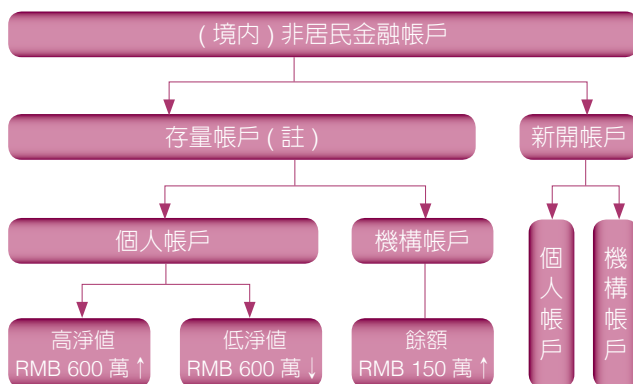 (境内)非居民金融帳戶
存量帳戶(註)
新開帳戶
個人帳戶
機構帳戶
個人帳戶
機構帳戶
高淨值
RMB 600 萬↑
低淨值
RMB 600 萬↓
餘額
RMB 150 萬↑